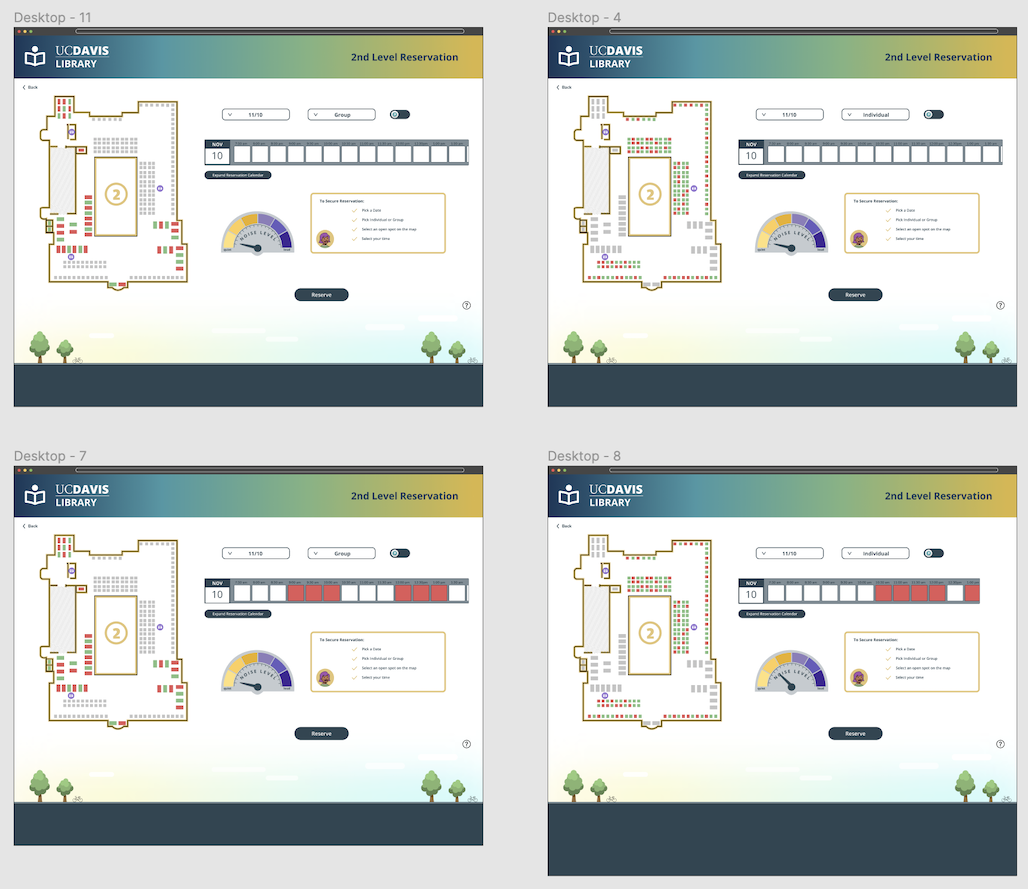 Desktop - 11
UCDAVIS
LIBRARY
2nd Level Reservation
Back
11/10
Group
NOV
10
Expand Reservation Calendar
2
To Secure Reservation:
Pick a Date
Pick Individual or Group
Select an open spot on the map
Select your time
NOISE LEVEL
Reserve
?
Desktop - 4
UCDAVIS
LIBRARY
2nd Level Reservation
Back
11/10
Individual
NOV
10
Expand Reservation Calendar
2
To Secure Reservation:
Pick a Date
Pick Individual or Group
Select an open spot on the map
Select your time
NOISE LEVEL
Reserve
?
Desktop - 7
UCDAVIS
LIBRARY
2nd Level Reservation
Back
11/10
Group
NOV
10
Expand Reservation Calendar
2
To Secure Reservation:
Pick a Date
Pick Individual or Group
Select an open spot on the map
Select your time
NOISE LEVEL
Reserve
?
Desktop - 8
UCDAVIS
LIBRARY
2nd Level Reservation
Back
11/10
Individual
NOV
10
Expand Reservation Calendar
2
To Secure Reservation:
Pick a Date
Pick Individual or Group
Select an open spot on the map
Select your time
NOISE LEVEL
Reserve
?